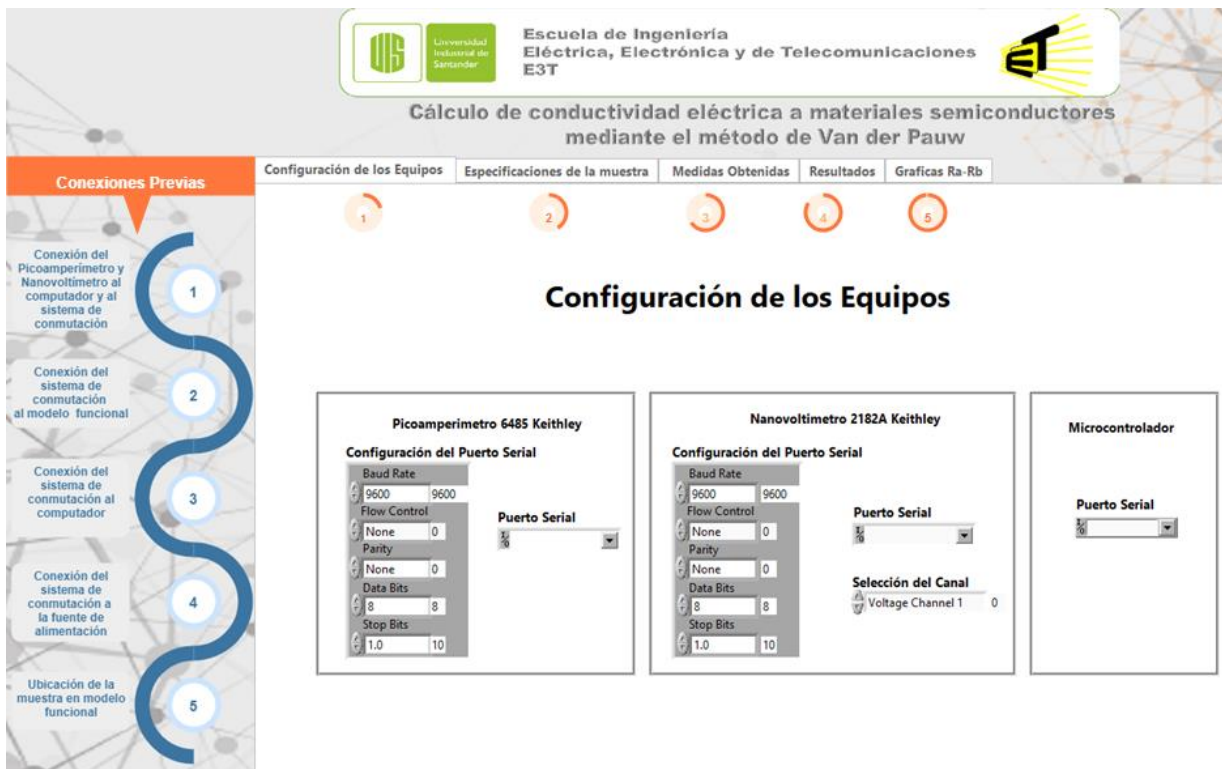 Universidad
Industrial de
Santander
Escuela de Ingeniería
Eléctrica, Electrónica y de Telecomunicaciones
E3T
Cálculo de conductividad eléctrica a materiales semiconductores
mediante el método de Van der Pauw
Conexiones Previas
Conexión del
Picoamperímetro y
Nanovoltímetro al
computador y al
sistema de
conmutación
1
Conexión del
sistema de
conmutación
al modelo funcional
2
Conexión del
sistema de
conmutación al
computador
3
Conexión del
sistema de
conmutación a
la fuente de
alimentación
4
Ubicación de la
muestra en modelo
funcional
5
Configuración de los Equipos Especificaciones de la muestra Medidas Obtenidas Resultados Graficas Ra-Rb
1 2 3 4 5
Configuración de los Equipos
Picoamperimetro 6485 Keithley
Configuración del Puerto Serial
Baud Rate
9600 9600
Flow Control
None 0
Parity
None 0
Data Bits
8 8
Stop Bits
1.0 10
Puerto Serial
Nanovoltimetro 2182A Keithley
Configuración del Puerto Serial
Baud Rate
9600 9600
Flow Control
None 0
Parity
None 0
Data Bits
8 8
Stop Bits
1.0 10
Puerto Serial
Selección del Canal
Voltage Channel 1 0
Microcontrolador
Puerto Serial